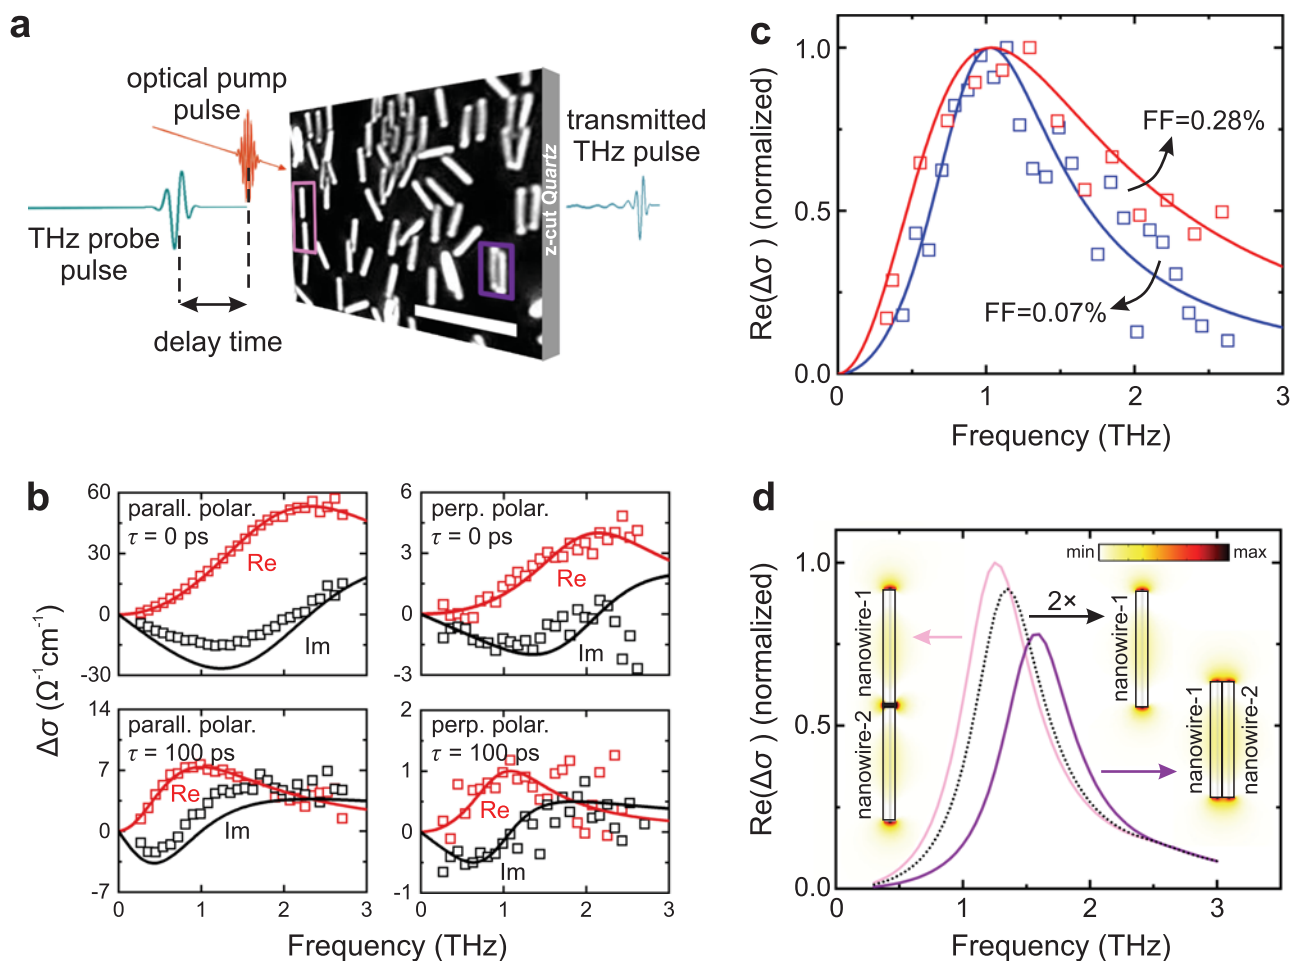 a
optical pump
pulse
THz probe
pulse
delay time
z-cut Quartz
transmitted
THz pulse
c
Re(Δσ) (normalized)
1.0
0.5
0.0
FF=0.28%
FF=0.07%
0
1
2
3
Frequency (THz)
b
Δσ (Ω⁻¹cm⁻¹)
60
30
0
-30
parall. polar.
τ = 0 ps
Re
Im
6
3
0
-3
perp. polar.
τ = 0 ps
Re
Im
14
7
0
-7
parall. polar.
τ = 100 ps
Re
Im
0
1
2
3
2
1
0
-1
perp. polar.
τ = 100 ps
Re
Im
0
1
2
3
Frequency (THz)
d
Re(Δσ) (normalized)
1.0
0.5
0.0
min
max
nanowire-1
nanowire-2
2×
nanowire-1
nanowire-1
nanowire-2
0
1
2
3
Frequency (THz)